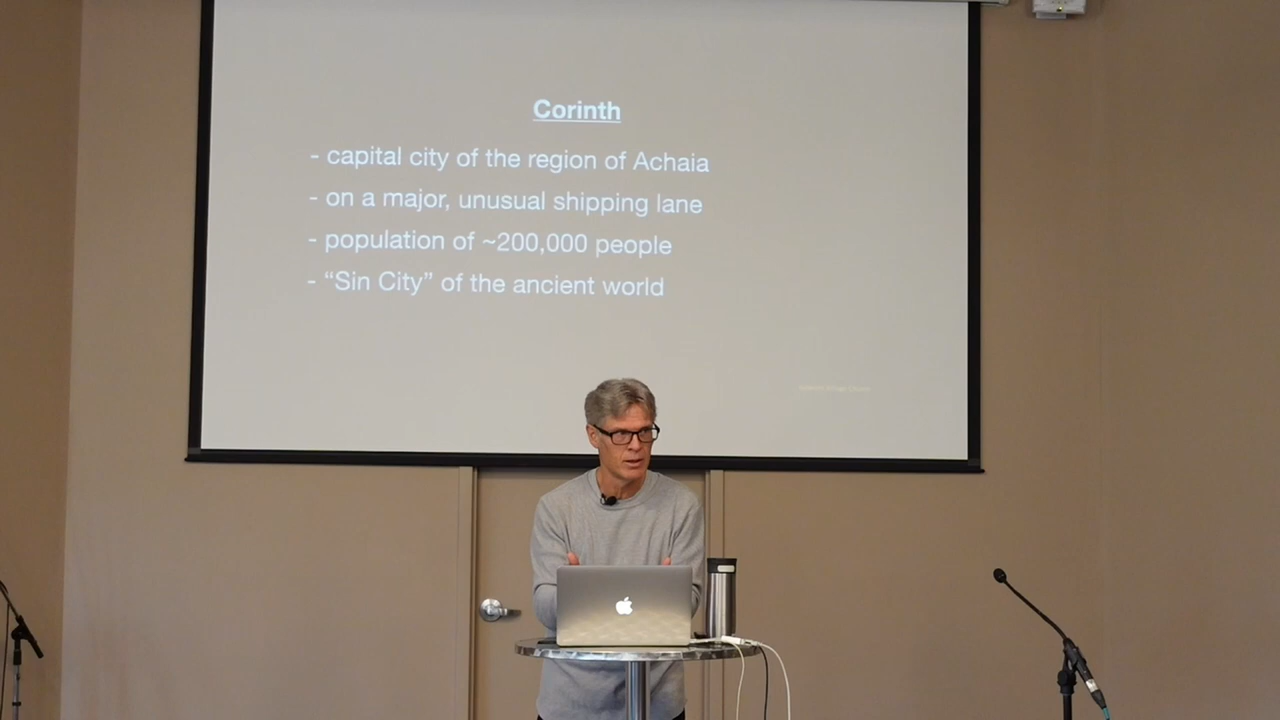 Corinth
- capital city of the region of Achaia
- on a major, unusual shipping lane
- population of ~200,000 people
- “Sin City” of the ancient world